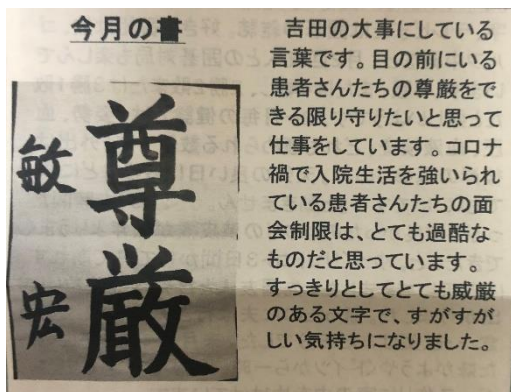 今月の書
尊厳
敏宏
吉田の大事にしている
言葉です。目の前にいる
患者さんたちの尊厳をで
きる限り守りたいと思って
仕事をしています。コロナ
禍で入院生活を強いられ
ている患者さんたちの面
会制限は、とても過酷な
ものだと思っています。
すっきりとしてとても威厳
のある文字で、すがすが
しい気持ちになりました。